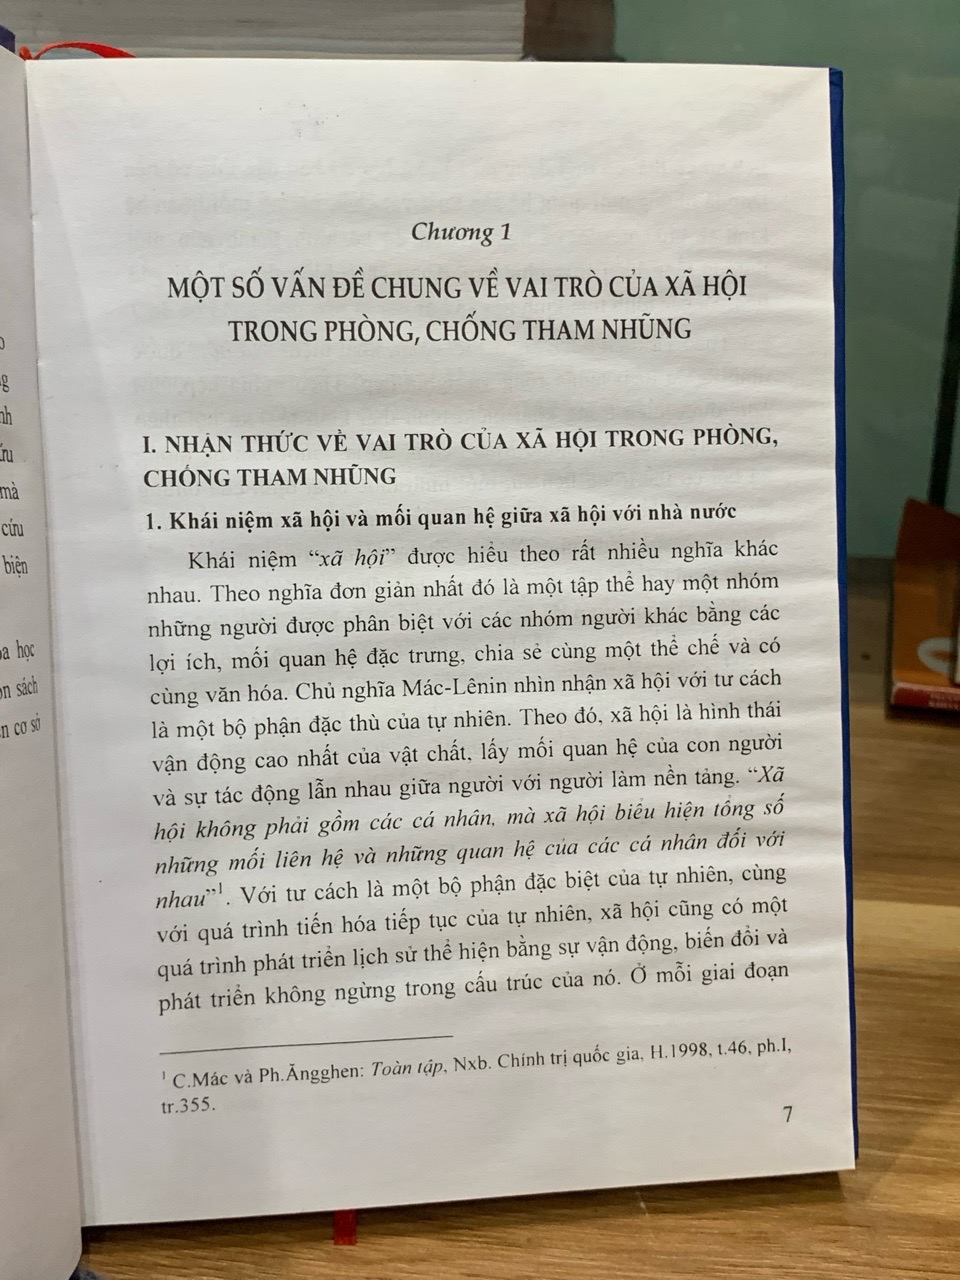 Chương 1
MỘT SỐ VẤN ĐỀ CHUNG VỀ VAI TRÒ CỦA XÃ HỘI
TRONG PHÒNG, CHỐNG THAM NHŨNG
I. NHẬN THỨC VỀ VAI TRÒ CỦA XÃ HỘI TRONG PHÒNG,
CHỐNG THAM NHŨNG
1. Khái niệm xã hội và mối quan hệ giữa xã hội với nhà nước
Khái niệm “xã hội” được hiểu theo rất nhiều nghĩa khác
nhau. Theo nghĩa đơn giản nhất đó là một tập thể hay một nhóm
những người được phân biệt với các nhóm người khác bằng các
lợi ích, mối quan hệ đặc trưng, chia sẻ cùng một thể chế và có
cùng văn hóa. Chủ nghĩa Mác-Lênin nhìn nhận xã hội với tư cách
là một bộ phận đặc thù của tự nhiên. Theo đó, xã hội là hình thái
vận động cao nhất của vật chất, lấy mối quan hệ của con người
và sự tác động lẫn nhau giữa người với người làm nền tảng. “Xã
hội không phải gồm các cá nhân, mà xã hội biểu hiện tổng số
những mối liên hệ và những quan hệ của các cá nhân đối với
nhau”1. Với tư cách là một bộ phận đặc biệt của tự nhiên, cùng
với quá trình tiến hóa tiếp tục của tự nhiên, xã hội cũng có một
quá trình phát triển lịch sử thể hiện bằng sự vận động, biến đổi và
phát triển không ngừng trong cấu trúc của nó. Ở mỗi giai đoạn
1 C.Mác và Ph.Ăngghen: Toàn tập, Nxb. Chính trị quốc gia, H.1998, t.46, ph.I,
tr.355.
7
mà
cứu
biện
học
sách
cơ sở